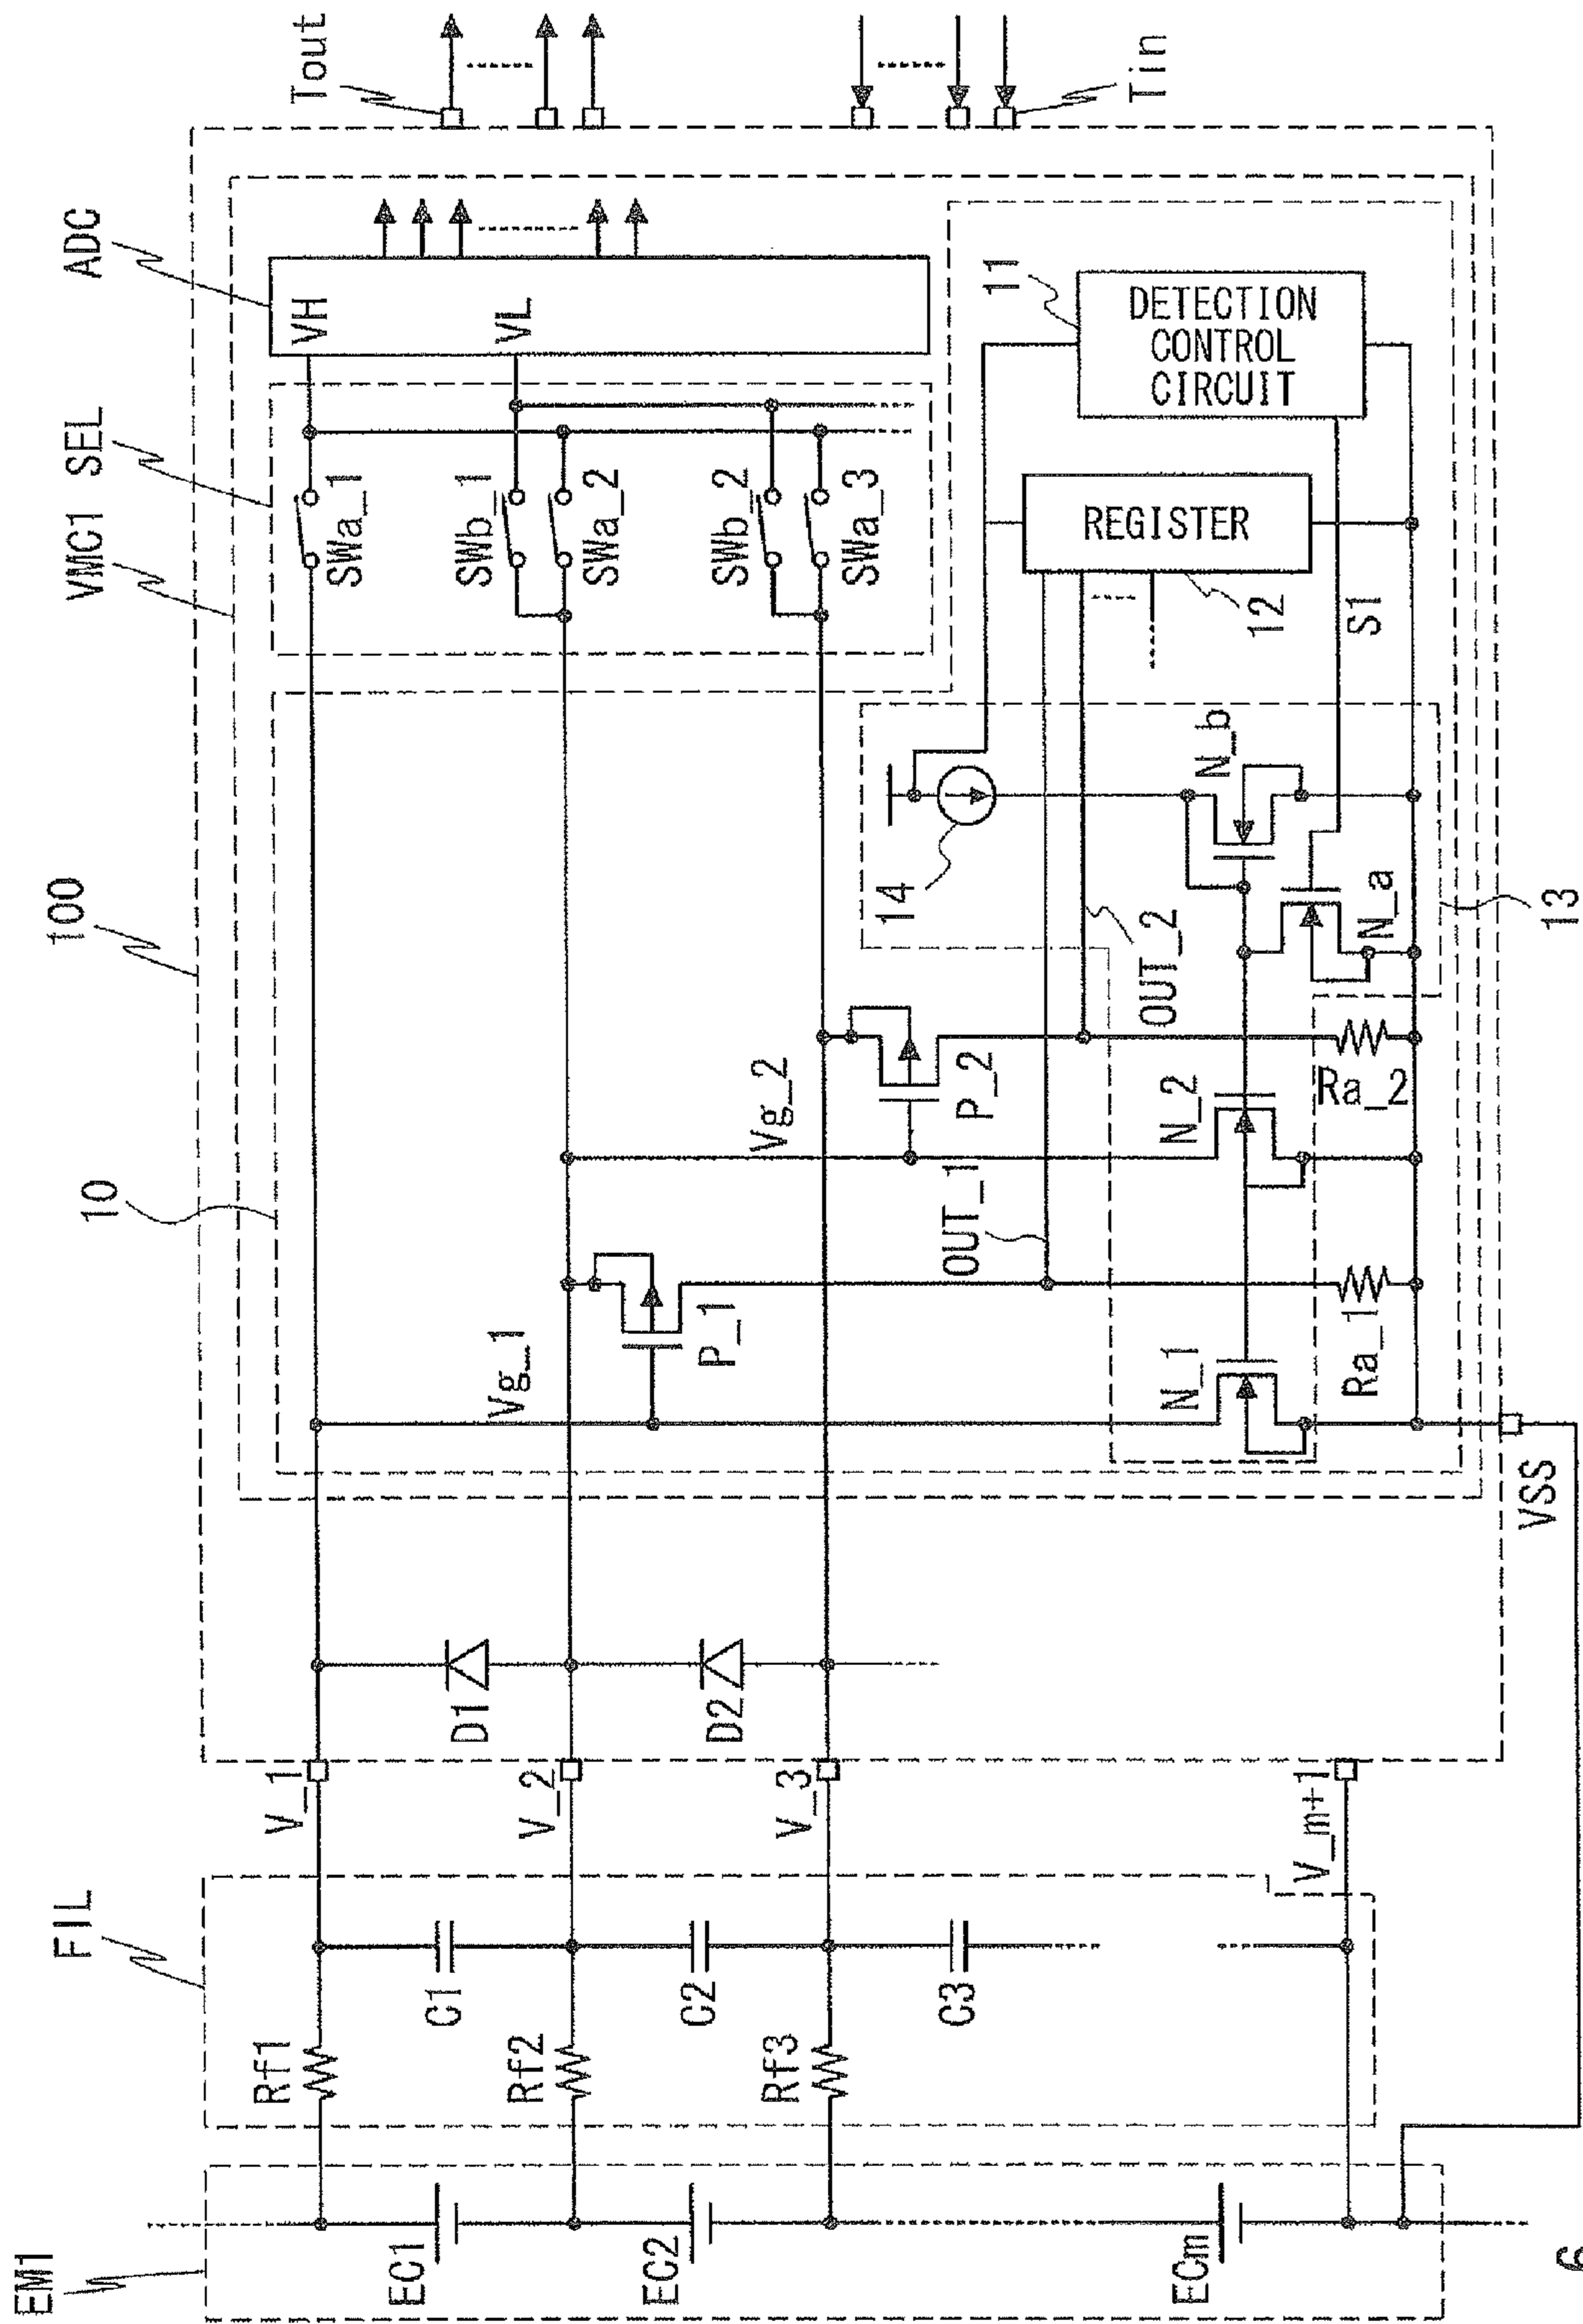 EM1
FIL
100
VMC1
SEL
ADC
Tout
10
Rf1
V_1
VH
SWa_1
C1
D1
Vg_1
EC1
Rf2
V_2
P_1
SWb_1
VL
SWa_2
C2
D2
Vg_2
EC2
Rf3
V_3
P_2
SWb_2
SWa_3
C3
14
11
OUT_1
OUT_2
REGISTER
DETECTION
CONTROL
CIRCUIT
N_1
N_2
N_b
12
ECm
V_m+1
Ra_1
Ra_2
N_a
S1
Tin
VSS
13
6